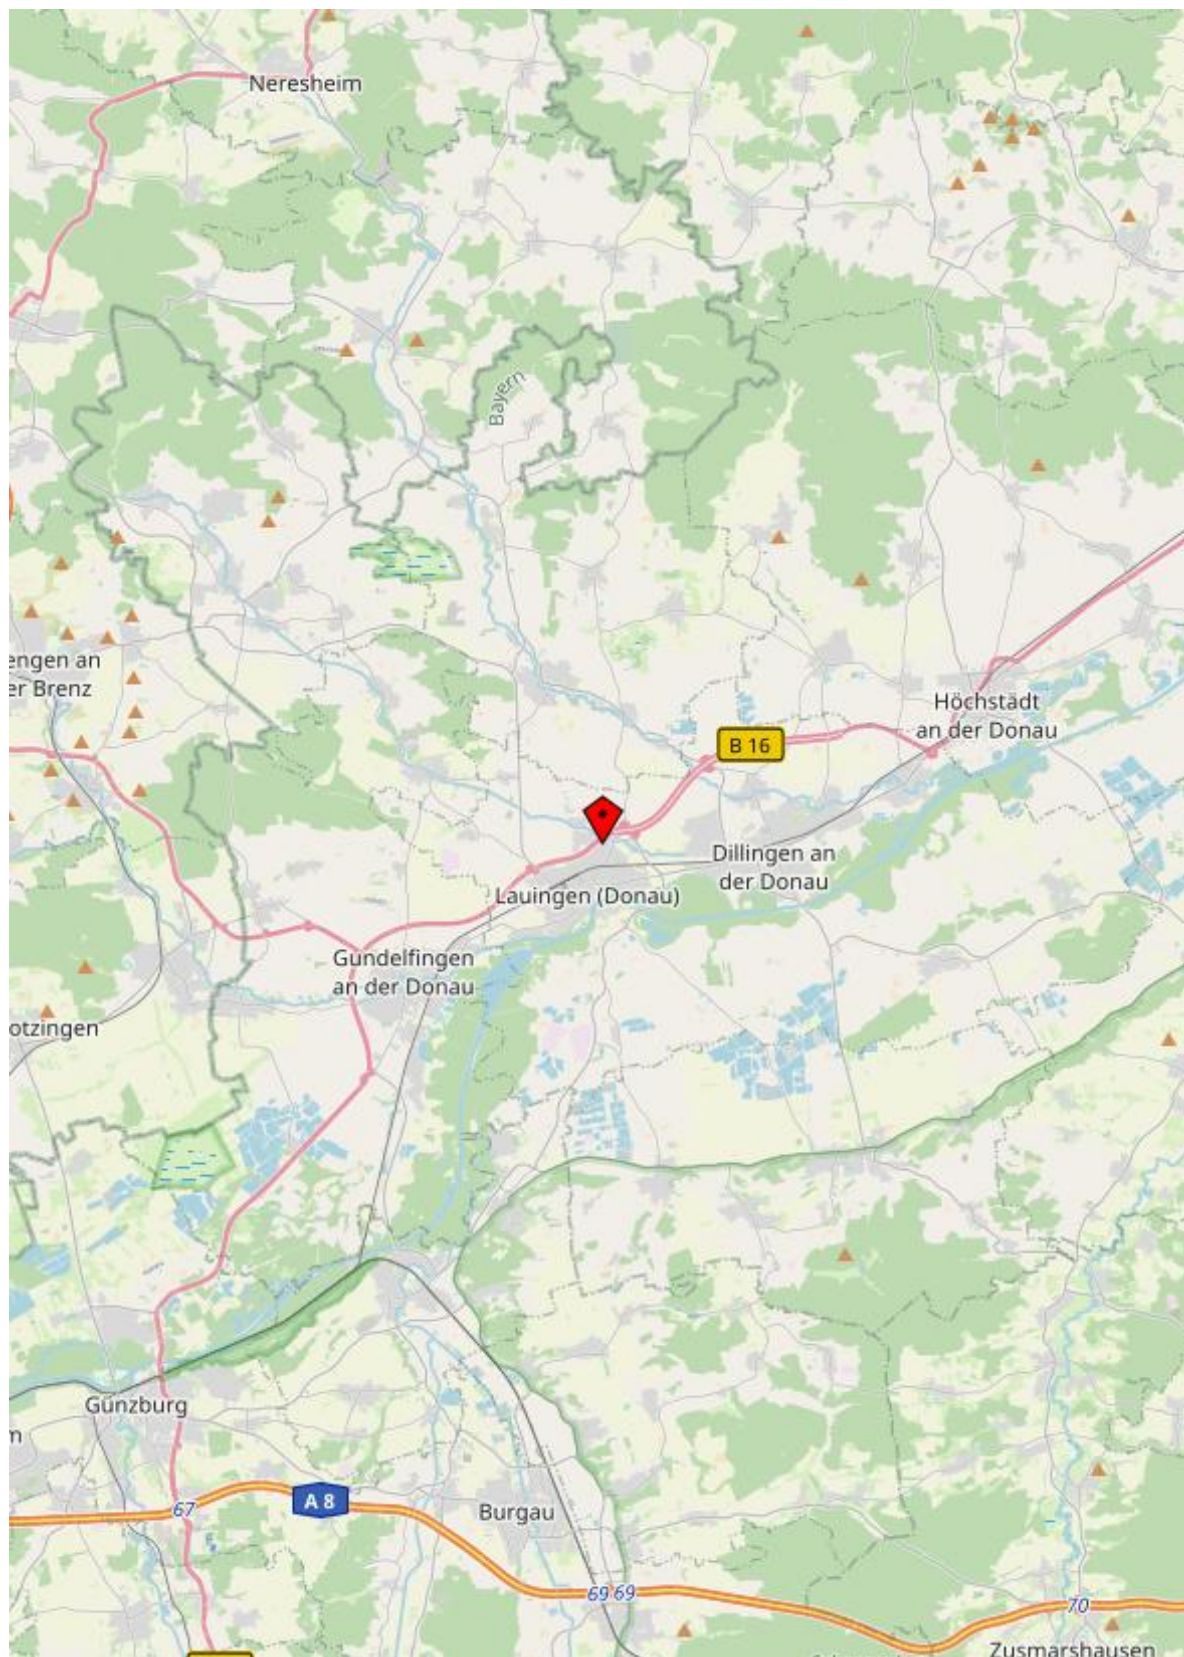 Neresheim
Bayern
engen an
er Brenz
Höchstädt
an der Donau
B 16
Dillingen an
der Donau
Lauingen (Donau)
Gundelfingen
an der Donau
otzingen
Günzburg
m
A 8
67
Burgau
69 69
70
Zusmarshausen